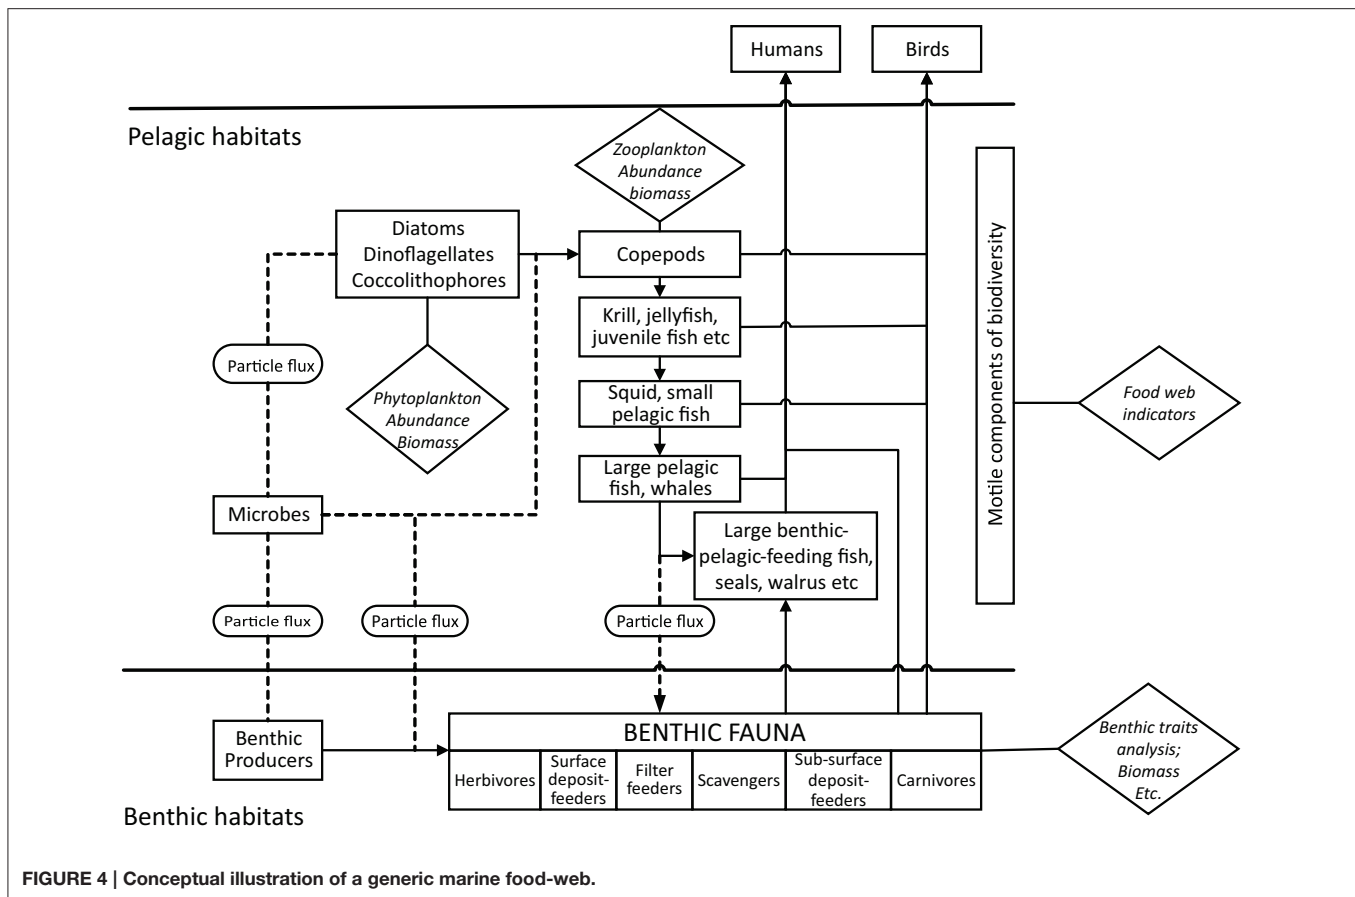 Humans
Birds
Pelagic habitats
Zooplankton
Abundance
biomass
Diatoms
Dinoflagellates
Coccolithophores
Copepods
Krill, jellyfish,
juvenile fish etc
Particle flux
Phytoplankton
Abundance
Biomass
Squid, small
pelagic fish
Motile components of biodiversity
Food web
indicators
Large pelagic
fish, whales
Microbes
Large benthic-
pelagic-feeding fish,
seals, walrus etc
Particle flux
Particle flux
Particle flux
Benthic
Producers
BENTHIC FAUNA
Herbivores
Surface
deposit-
feeders
Filter
feeders
Scavengers
Sub-surface
deposit-
feeders
Carnivores
Benthic traits
analysis;
Biomass
Etc.
Benthic habitats
FIGURE 4 | Conceptual illustration of a generic marine food-web.